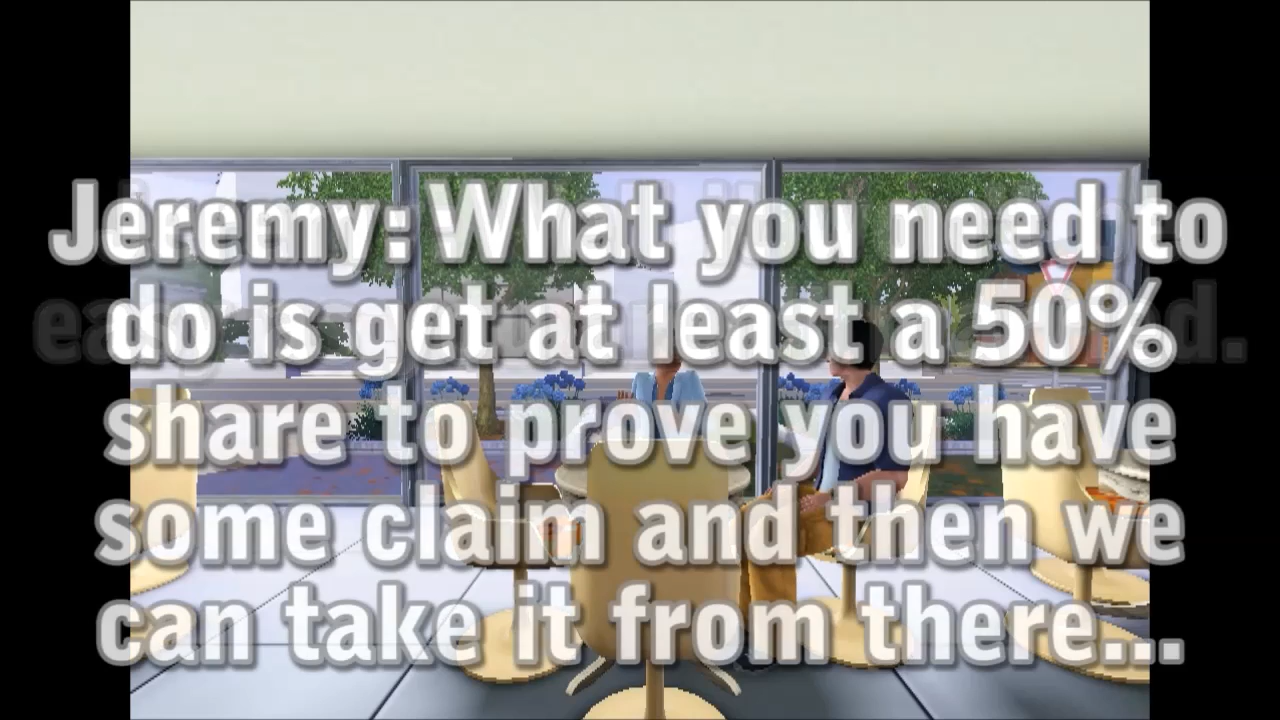 Jeremy: What you need to
do is get at least a 50%
share to prove you have
some claim and then we
can take it from there...